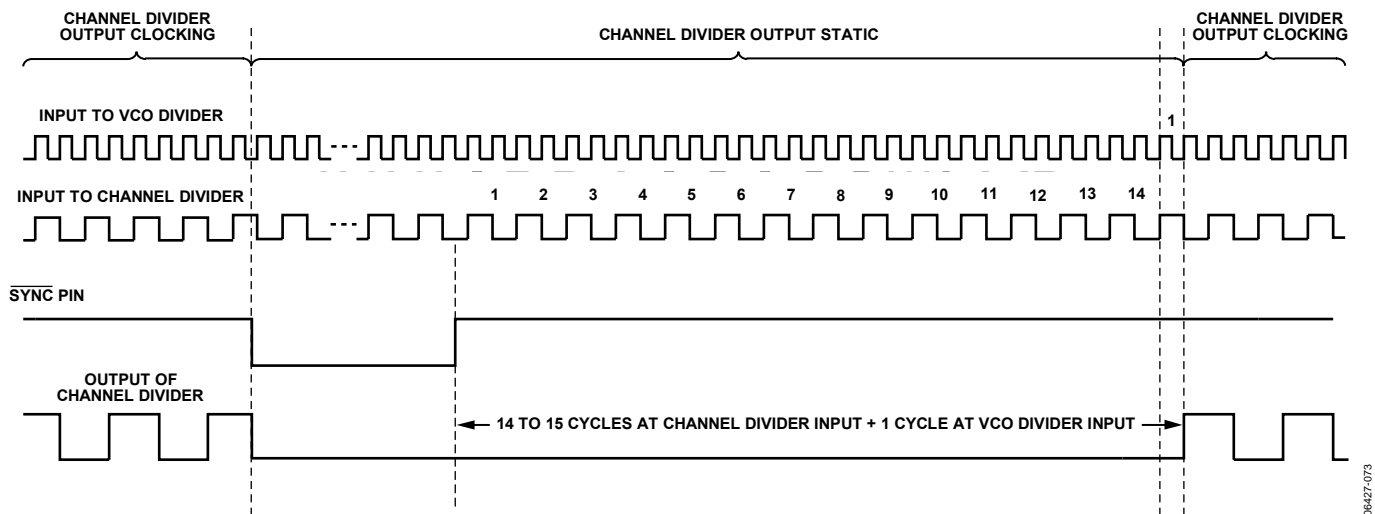 CHANNEL DIVIDER
OUTPUT CLOCKING
CHANNEL DIVIDER OUTPUT STATIC
CHANNEL DIVIDER
OUTPUT CLOCKING
INPUT TO VCO DIVIDER
1
INPUT TO CHANNEL DIVIDER
1 2 3 4 5 6 7 8 9 10 11 12 13 14
SYNC PIN
OUTPUT OF
CHANNEL DIVIDER
14 TO 15 CYCLES AT CHANNEL DIVIDER INPUT + 1 CYCLE AT VCO DIVIDER INPUT
06427-073